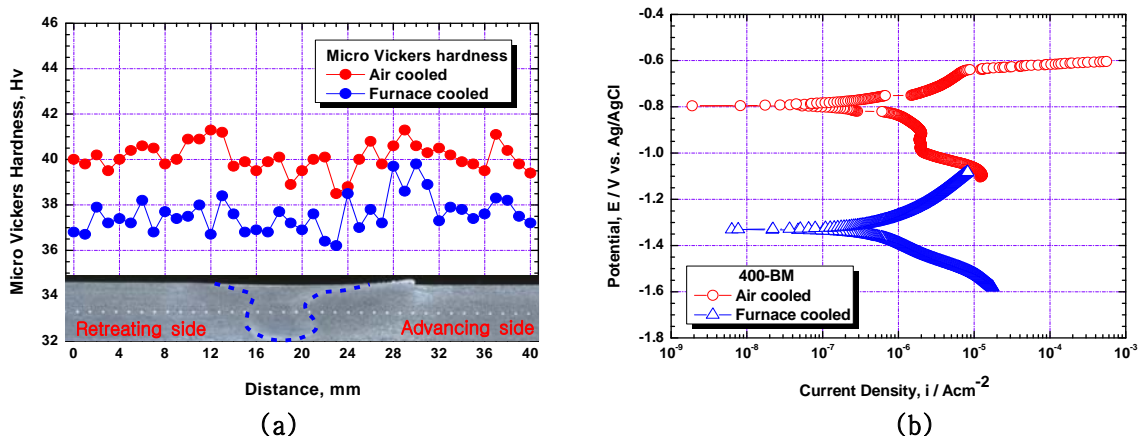 46
44
42
40
38
36
34
32
Micro Vickers Hardness, Hv
Micro Vickers hardness
Air cooled
Furnace cooled
Retreating side
Advancing side
0 4 8 12 16 20 24 28 32 36 40
Distance, mm
(a)
-0.4
-0.6
-0.8
-1.0
-1.2
-1.4
-1.6
-1.8
Potential, E / V vs. Ag/AgCl
400-BM
Air cooled
Furnace cooled
10⁻⁹ 10⁻⁸ 10⁻⁷ 10⁻⁶ 10⁻⁵ 10⁻⁴ 10⁻³
Current Density, i / Acm⁻²
(b)